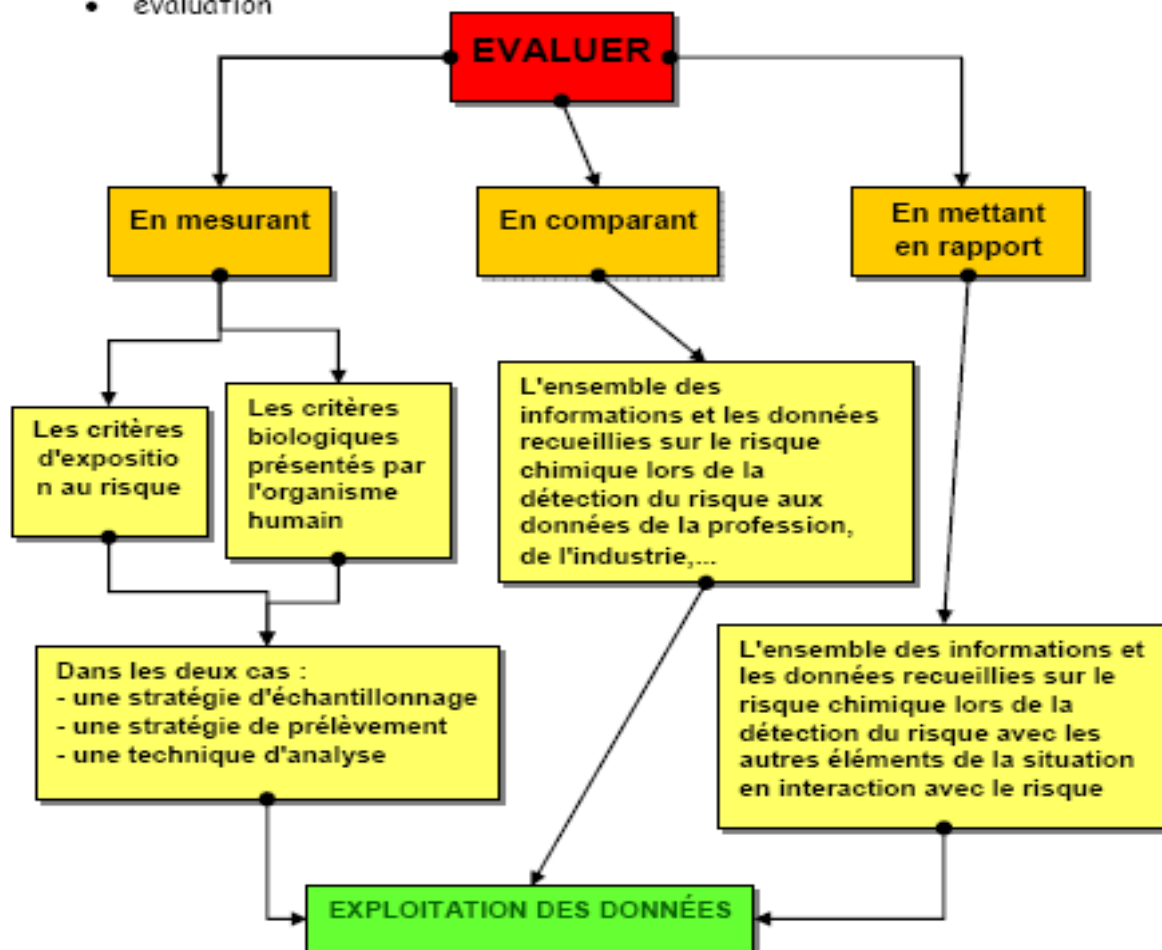 • evaluation
EVALUER
En mesurant
En comparant
En mettant
en rapport
Les critères
d'expositio
n au risque
Les critères
biologiques
présentés par
l'organisme
humain
L'ensemble des
informations et les données
recueillies sur le risque
chimique lors de la
détection du risque aux
données de la profession,
de l'industrie,...
Dans les deux cas :
- une stratégie d'échantillonnage
- une stratégie de prélèvement
- une technique d'analyse
L'ensemble des informations et
les données recueillies sur le
risque chimique lors de la
détection du risque avec les
autres éléments de la situation
en interaction avec le risque
EXPLOITATION DES DONNÉES